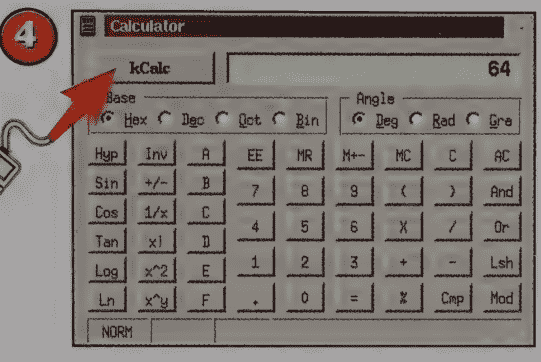 4
Calculator
kCalc
64
Base
Angle
Hex Dec Oct Bin
Deg Rad Gra
Hyp Inv A EE MR M+- MC C AC
Sin +/- B 7 8 9 ( ) And
Cos 1/x C 4 5 6 X / Or
Tan x! D 1 2 3 + - Lsh
Log x^2 E . 0 = % Cmp Mod
Ln x^y F
NORM